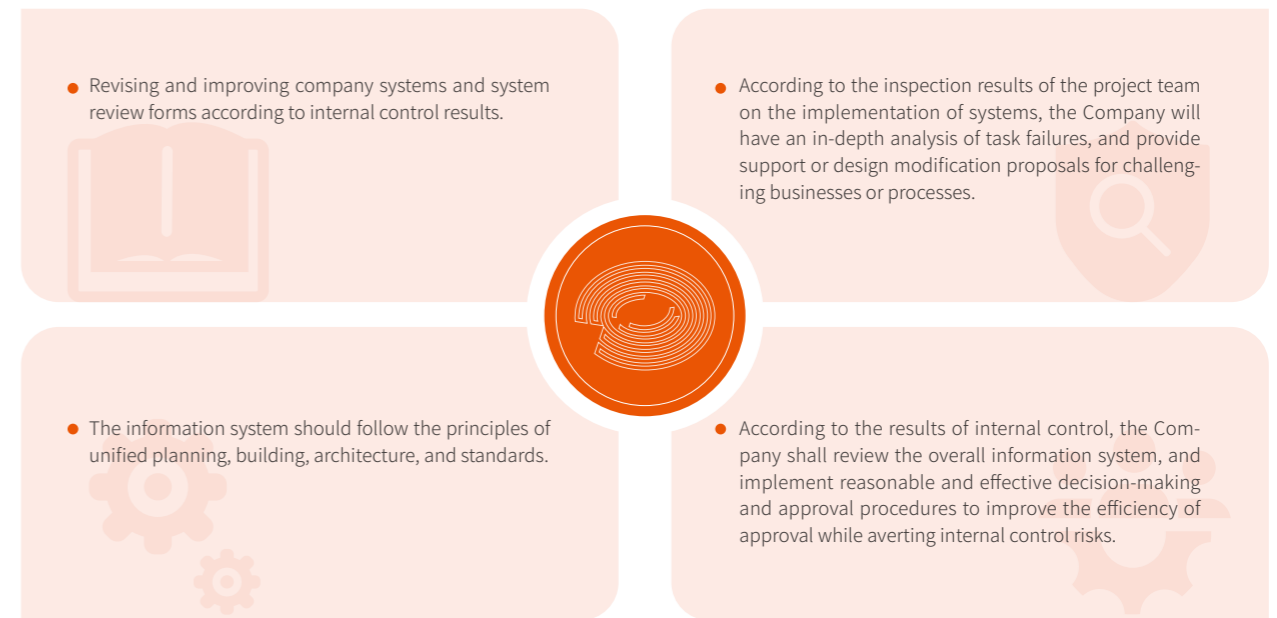 Revising and improving company systems and system
review forms according to internal control results.
According to the inspection results of the project team
on the implementation of systems, the Company will
have an in-depth analysis of task failures, and provide
support or design modification proposals for challeng-
ing businesses or processes.
The information system should follow the principles of
unified planning, building, architecture, and standards.
According to the results of internal control, the Com-
pany shall review the overall information system, and
implement reasonable and effective decision-making
and approval procedures to improve the efficiency of
approval while averting internal control risks.